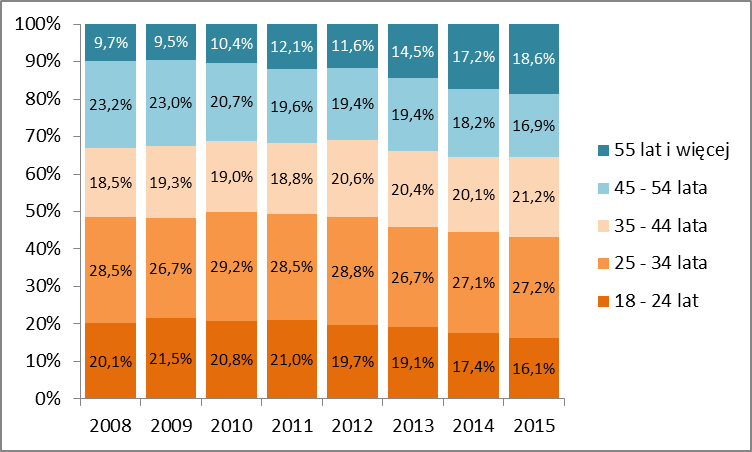 100%
90%
80%
70%
60%
50%
40%
30%
20%
10%
0%
9,7% 9,5% 10,4% 12,1% 11,6% 14,5% 17,2% 18,6%
23,2% 23,0% 20,7% 19,6% 19,4% 19,4% 18,2% 16,9%
18,5% 19,3% 19,0% 18,8% 20,6% 20,4% 20,1% 21,2%
28,5% 26,7% 29,2% 28,5% 28,8% 26,7% 27,1% 27,2%
20,1% 21,5% 20,8% 21,0% 19,7% 19,1% 17,4% 16,1%
2008 2009 2010 2011 2012 2013 2014 2015
55 lat i więcej
45 - 54 lata
35 - 44 lata
25 - 34 lata
18 - 24 lat